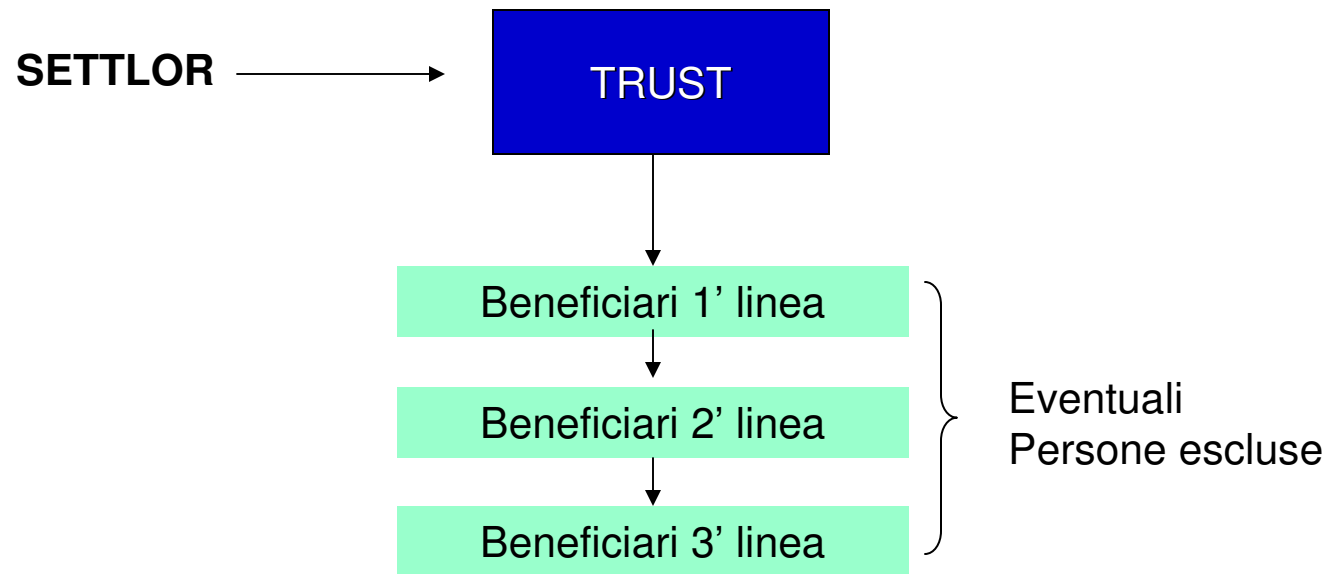 SETTLOR
TRUST
Beneficiari 1’ linea
Beneficiari 2’ linea
Beneficiari 3’ linea
Eventuali
Persone escluse